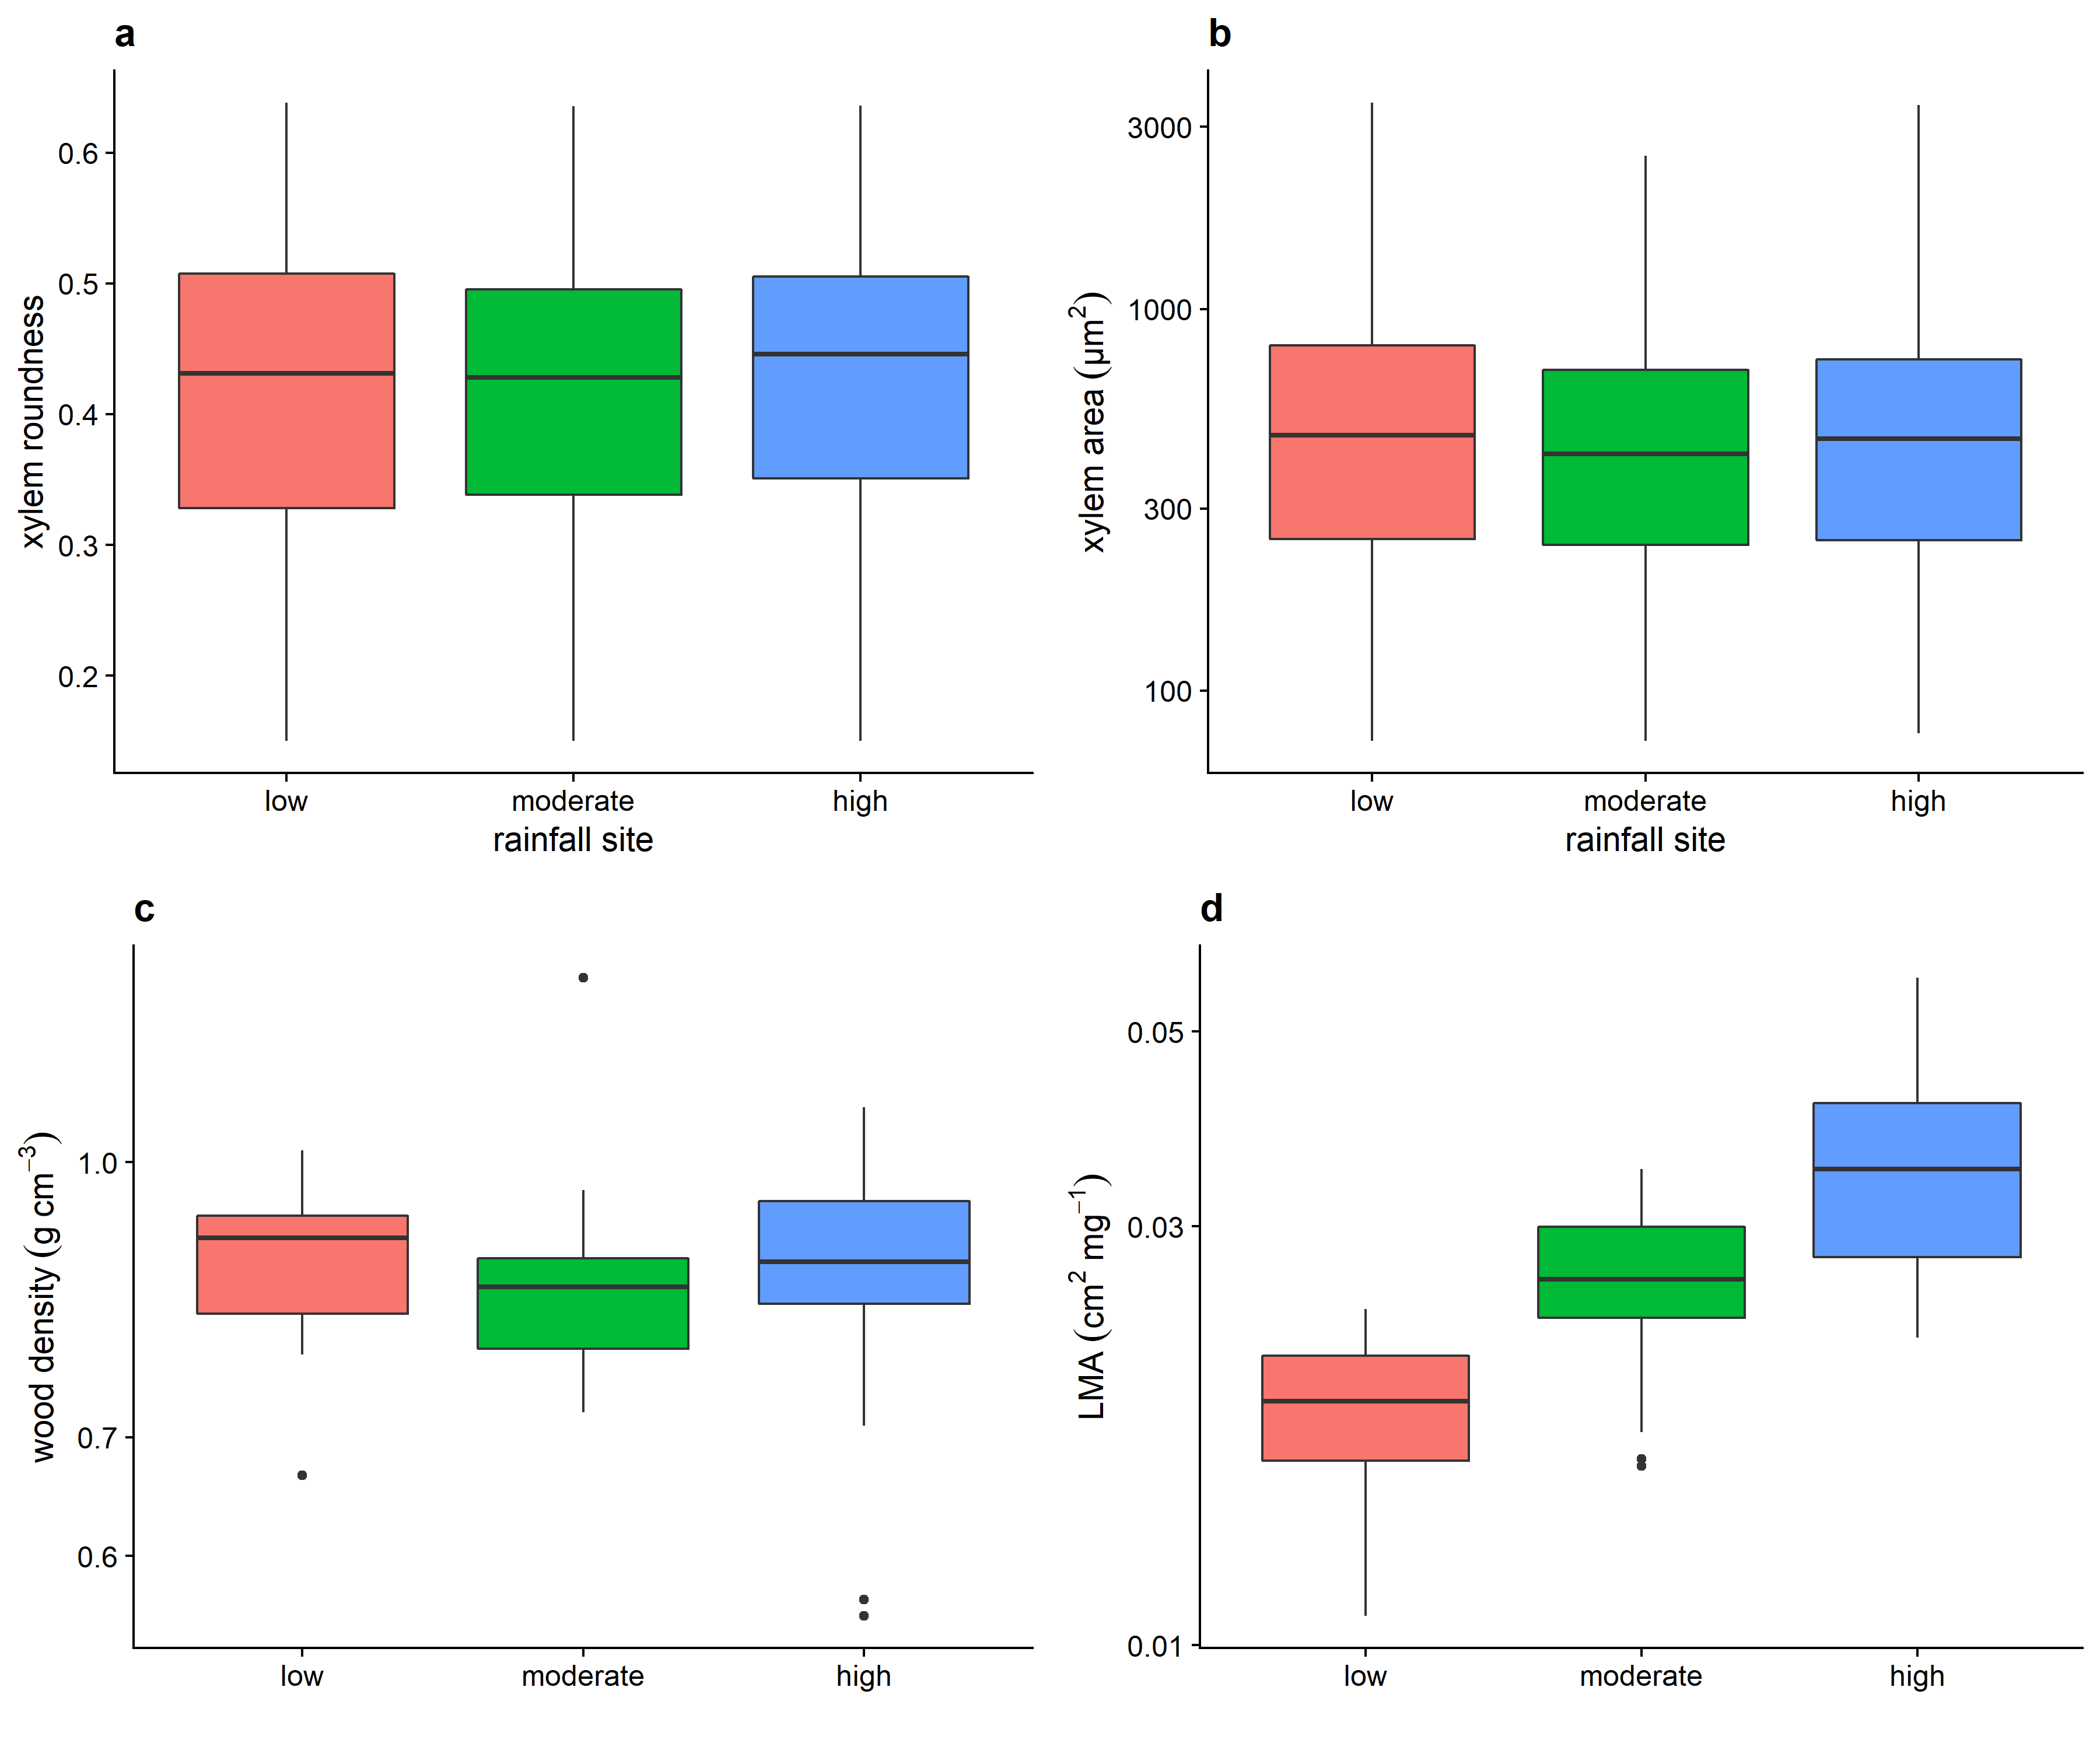 a
xylem roundness
0.6
0.5
0.4
0.3
0.2
low moderate high
rainfall site
b
xylem area (µm²)
3000
1000
300
100
low moderate high
rainfall site
c
wood density (g cm⁻³)
1.0
0.7
0.6
low moderate high
d
LMA (cm² mg⁻¹)
0.05
0.03
0.01
low moderate high